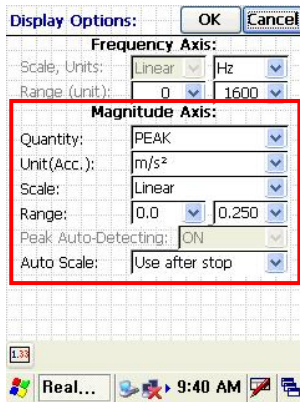 Display Options: OK Cancel
Frequency Axis:
Scale, Units: Linear Hz
Range (unit): 0 1600
Magnitude Axis:
Quantity: PEAK
Unit(Acc.): m/s²
Scale: Linear
Range: 0.0 0.250
Peak Auto-Detecting: ON
Auto Scale: Use after stop
1.33
Real... 9:40 AM